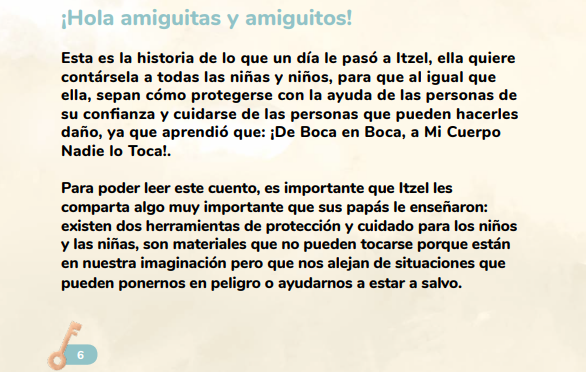 ¡Hola amiguitas y amiguitos!
Esta es la historia de lo que un día le pasó a Itzel, ella quiere
contársela a todas las niñas y niños, para que al igual que
ella, sepan cómo protegerse con la ayuda de las personas de
su confianza y cuidarse de las personas que pueden hacerles
daño, ya que aprendió que: ¡De Boca en Boca, a Mi Cuerpo
Nadie lo Toca!.
Para poder leer este cuento, es importante que Itzel les
comparta algo muy importante que sus papás le enseñaron:
existen dos herramientas de protección y cuidado para los niños
y las niñas, son materiales que no pueden tocarse porque están
en nuestra imaginación pero que nos alejan de situaciones que
pueden ponernos en peligro o ayudarnos a estar a salvo.
6